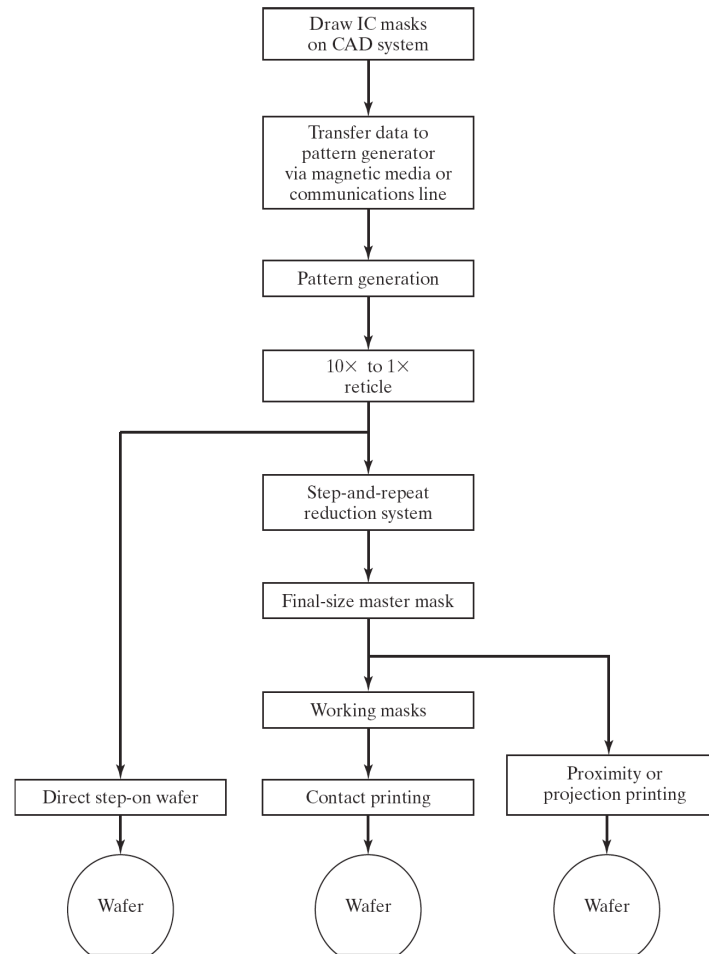 Draw IC masks
on CAD system
Transfer data to
pattern generator
via magnetic media or
communications line
Pattern generation
10× to 1×
reticle
Step-and-repeat
reduction system
Final-size master mask
Working masks
Direct step-on wafer
Contact printing
Proximity or
projection printing
Wafer
Wafer
Wafer